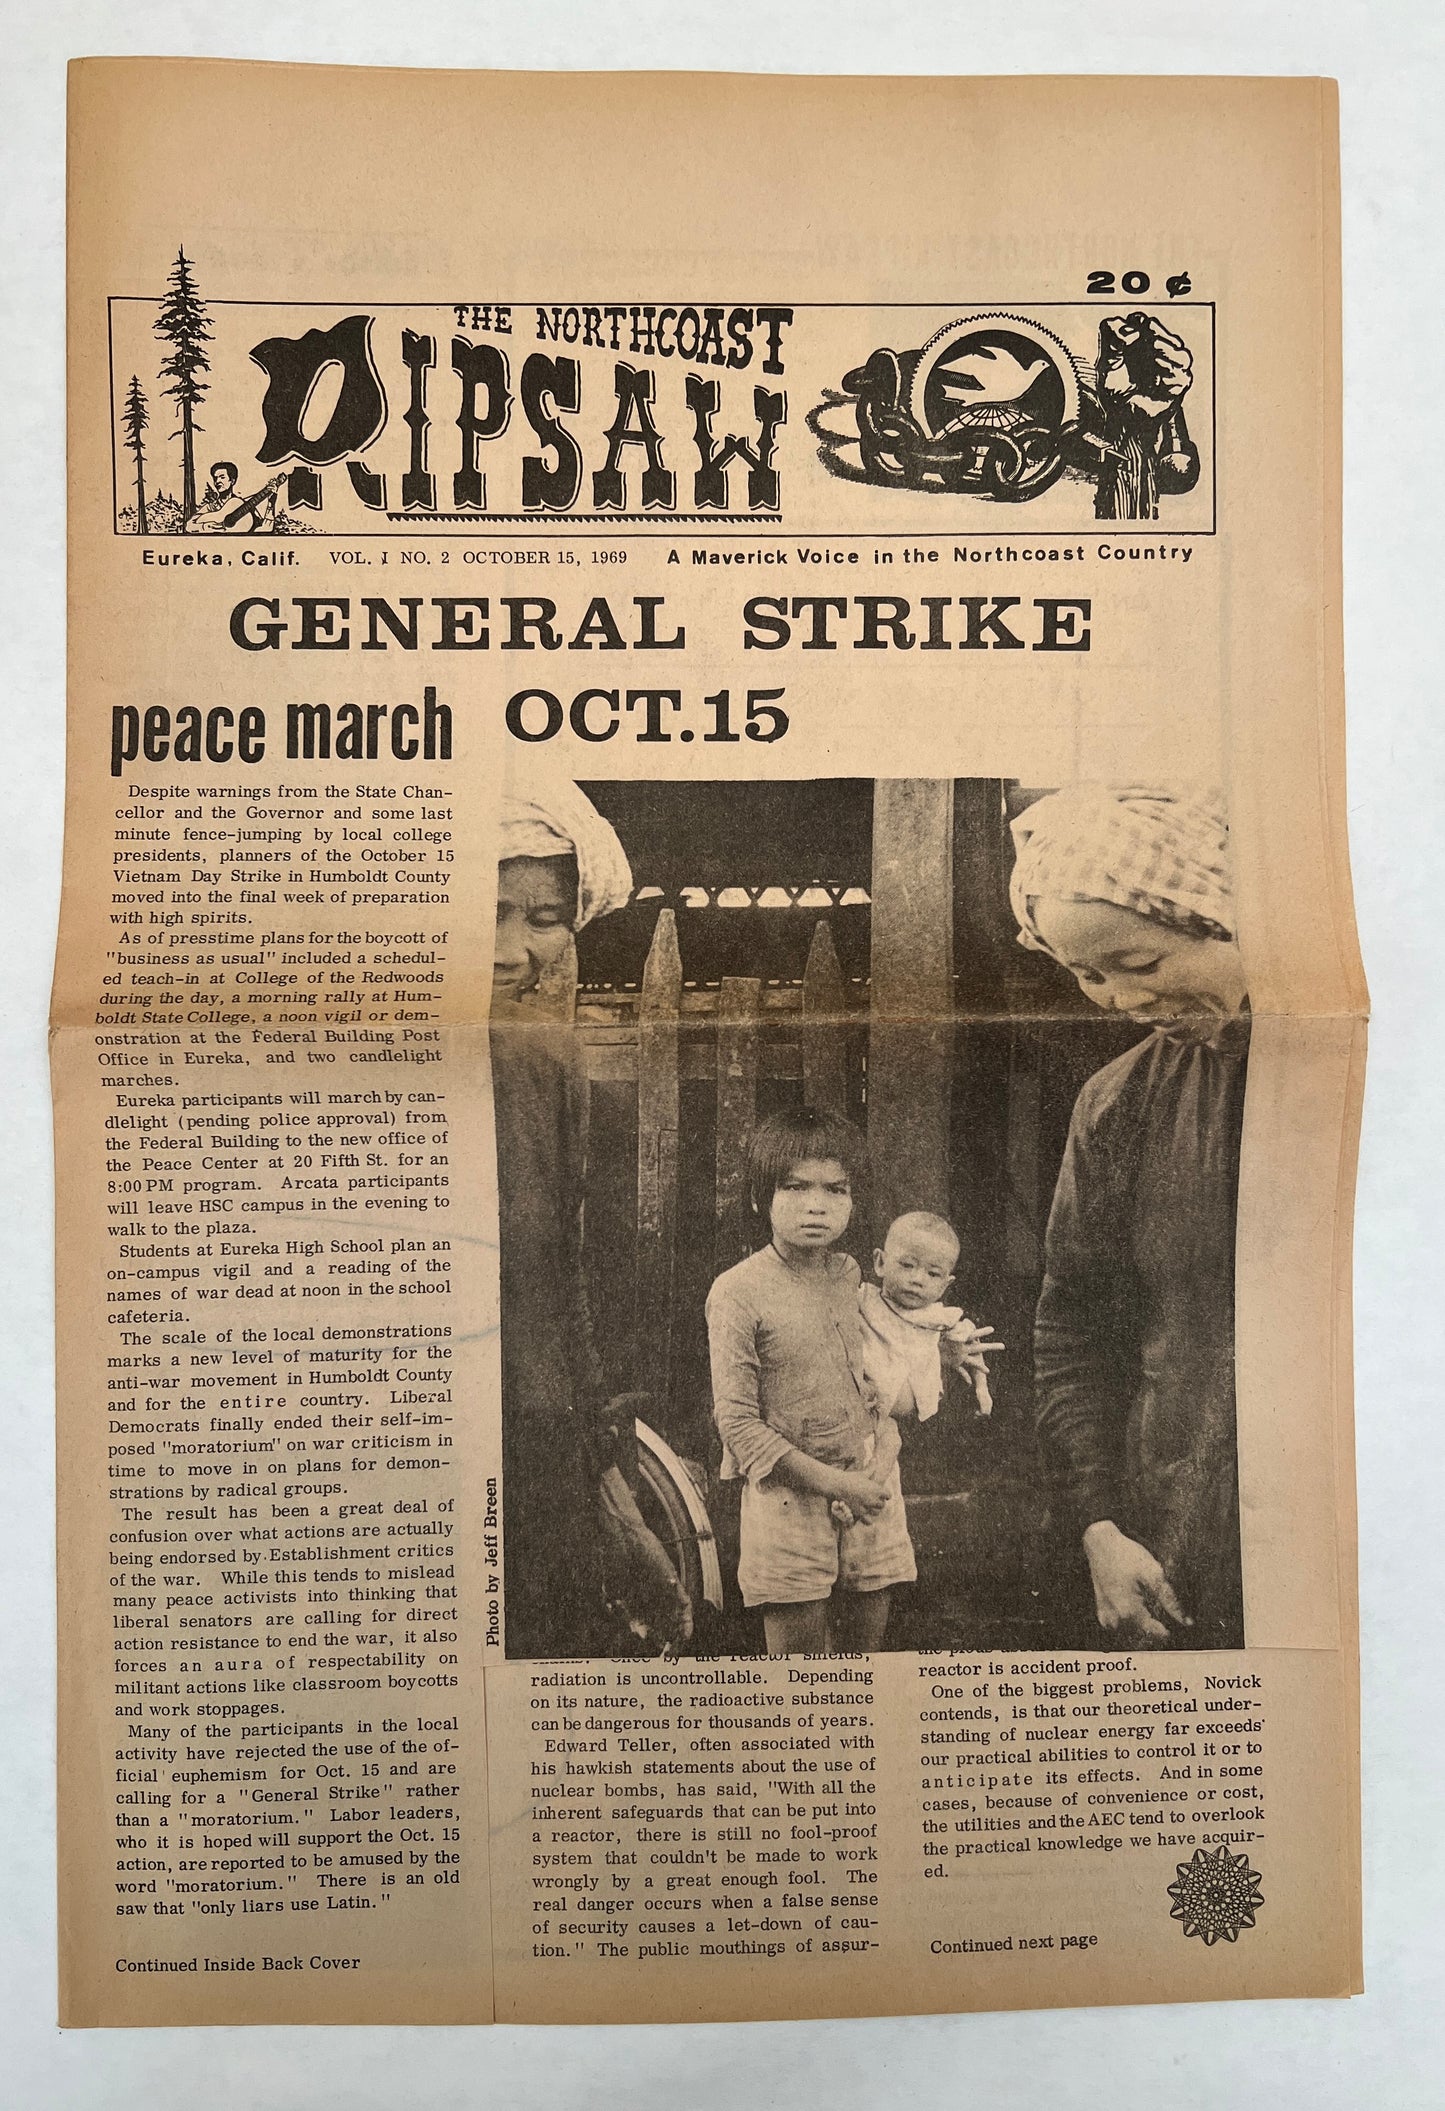 20 ¢
THE NORTHCOAST
RIPSAW
Eureka, Calif. VOL. I NO. 2 OCTOBER 15, 1969 A Maverick Voice in the Northcoast Country
GENERAL STRIKE
OCT.15
peace march
Despite warnings from the State Chan-
cellor and the Governor and some last
minute fence-jumping by local college
presidents, planners of the October 15
Vietnam Day Strike in Humboldt County
moved into the final week of preparation
with high spirits.
As of presstime plans for the boycott of
"business as usual" included a schedul-
ed teach-in at College of the Redwoods
during the day, a morning rally at Hum-
boldt State College, a noon vigil or dem-
onstration at the Federal Building Post
Office in Eureka, and two candlelight
marches.
Eureka participants will march by can-
dlelight (pending police approval) from
the Federal Building to the new office of
the Peace Center at 20 Fifth St. for an
8:00 PM program. Arcata participants
will leave HSC campus in the evening to
walk to the plaza.
Students at Eureka High School plan an
on-campus vigil and a reading of the
names of war dead at noon in the school
cafeteria.
The scale of the local demonstrations
marks a new level of maturity for the
anti-war movement in Humboldt County
and for the entire country. Liberal
Democrats finally ended their self-im-
posed "moratorium" on war criticism in
time to move in on plans for demon-
strations by radical groups.
The result has been a great deal of
confusion over what actions are actually
being endorsed by Establishment critics
of the war. While this tends to mislead
many peace activists into thinking that
liberal senators are calling for direct
action resistance to end the war, it also
forces an aura of respectability on
militant actions like classroom boycotts
and work stoppages.
Many of the participants in the local
activity have rejected the use of the of-
ficial euphemism for Oct. 15 and are
calling for a "General Strike" rather
than a "moratorium." Labor leaders,
who it is hoped will support the Oct. 15
action, are reported to be amused by the
word "moratorium." There is an old
saw that "only liars use Latin."
Continued Inside Back Cover
Photo by Jeff Breen
Once by the reactor shields,
radiation is uncontrollable. Depending
on its nature, the radioactive substance
can be dangerous for thousands of years.
Edward Teller, often associated with
his hawkish statements about the use of
nuclear bombs, has said, "With all the
inherent safeguards that can be put into
a reactor, there is still no fool-proof
system that couldn't be made to work
wrongly by a great enough fool. The
real danger occurs when a false sense
of security causes a let-down of cau-
tion." The public mouthings of assur-
the pious
reactor is accident proof.
One of the biggest problems, Novick
contends, is that our theoretical under-
standing of nuclear energy far exceeds
our practical abilities to control it or to
anticipate its effects. And in some
cases, because of convenience or cost,
the utilities and the AEC tend to overlook
the practical knowledge we have acquir-
ed.
Continued next page